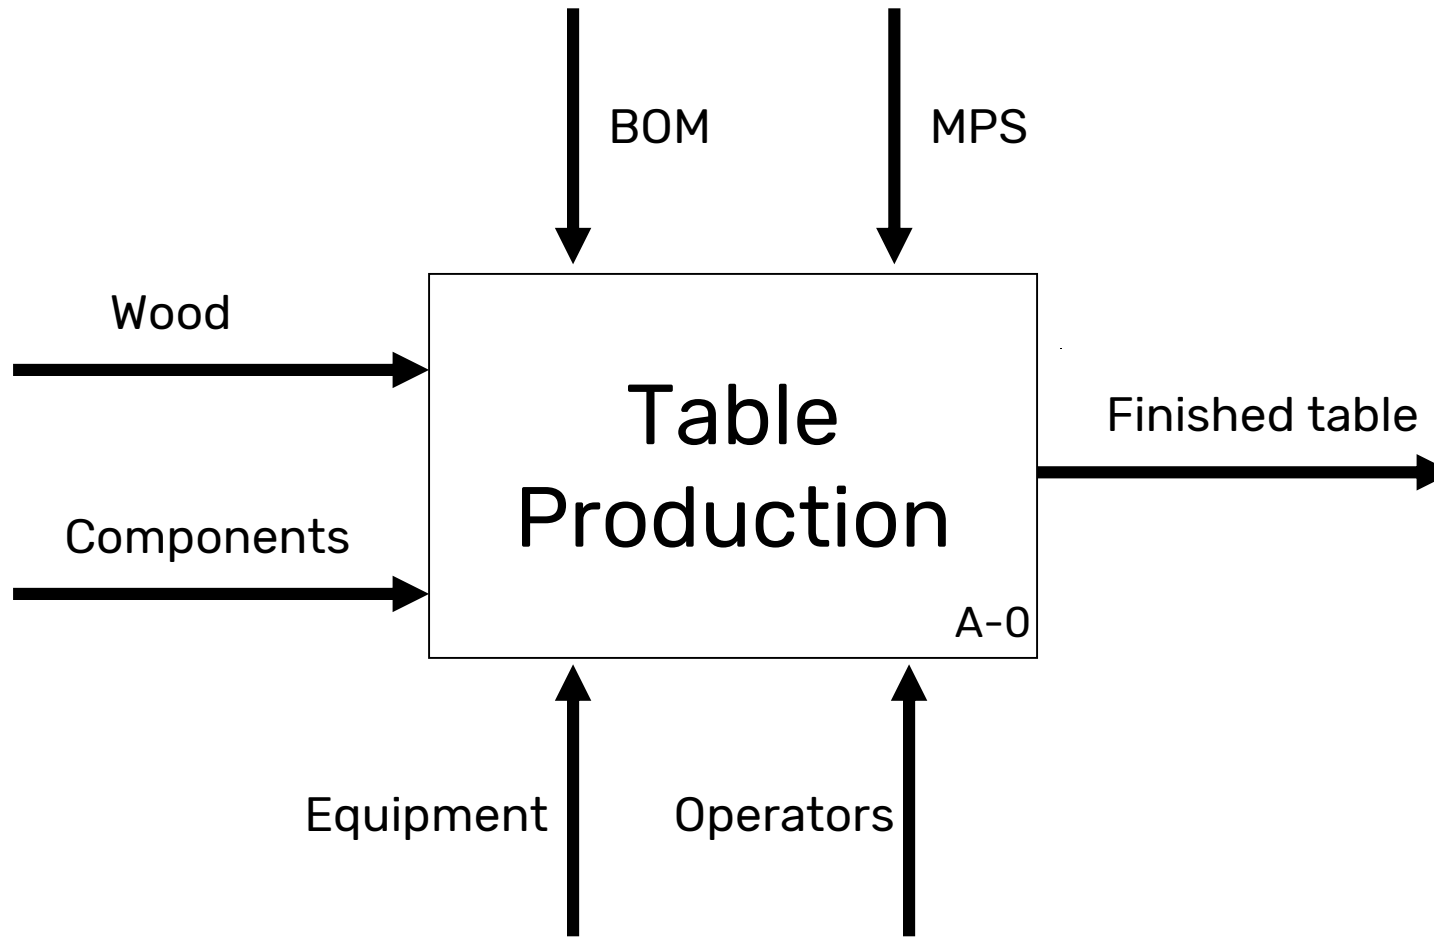 BOM
MPS
Wood
Table
Production
Finished table
Components
A-0
Equipment
Operators